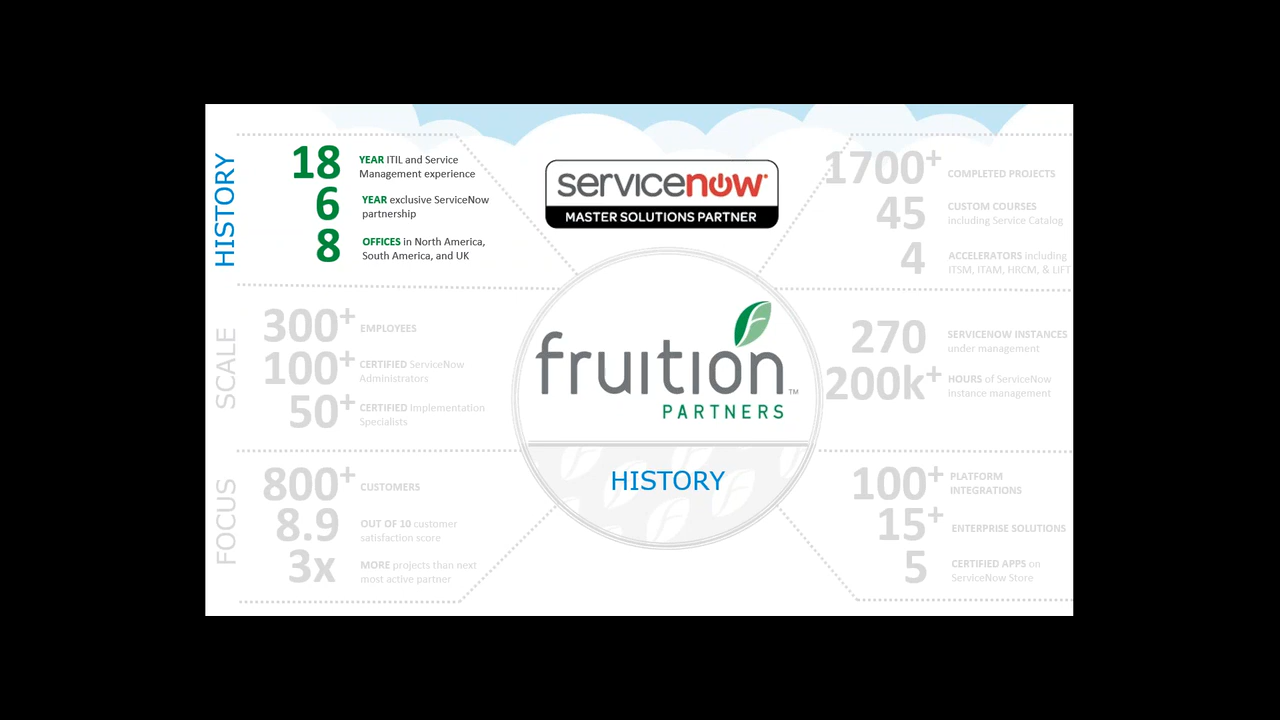 HISTORY
18
YEAR ITIL and Service
Management experience
6
YEAR exclusive ServiceNow
partnership
8
OFFICES in North America,
South America, and UK
SCALE
300+
EMPLOYEES
100+
CERTIFIED ServiceNow
Administrators
50+
CERTIFIED Implementation
Specialists
FOCUS
800+
CUSTOMERS
8.9
OUT OF 10 customer
satisfaction score
3x
MORE projects than next
most active partner
servicenow
MASTER SOLUTIONS PARTNER
fruition™
PARTNERS
HISTORY
1700+
COMPLETED PROJECTS
45
CUSTOM COURSES
including Service Catalog
4
ACCELERATORS including
ITSM, ITAM, HRCM, & LIFT
270
SERVICENOW INSTANCES
under management
200k+
HOURS of ServiceNow
instance management
100+
PLATFORM
INTEGRATIONS
15+
ENTERPRISE SOLUTIONS
5
CERTIFIED APPS on
ServiceNow Store